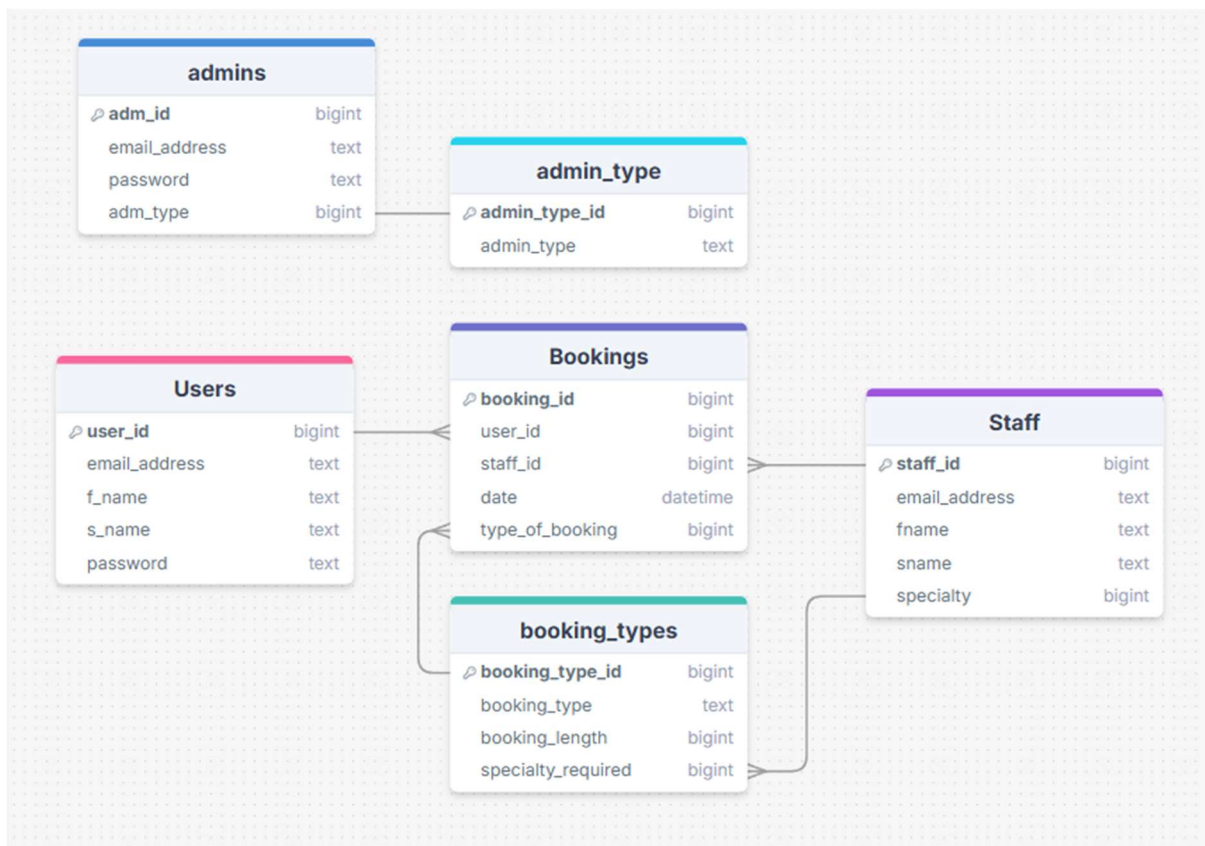 admins
adm_id bigint
email_address text
password text
adm_type bigint
admin_type
admin_type_id bigint
admin_type text
Users
user_id bigint
email_address text
f_name text
s_name text
password text
Bookings
booking_id bigint
user_id bigint
staff_id bigint
date datetime
type_of_booking bigint
Staff
staff_id bigint
email_address text
fname text
sname text
specialty bigint
booking_types
booking_type_id bigint
booking_type text
booking_length bigint
specialty_required bigint